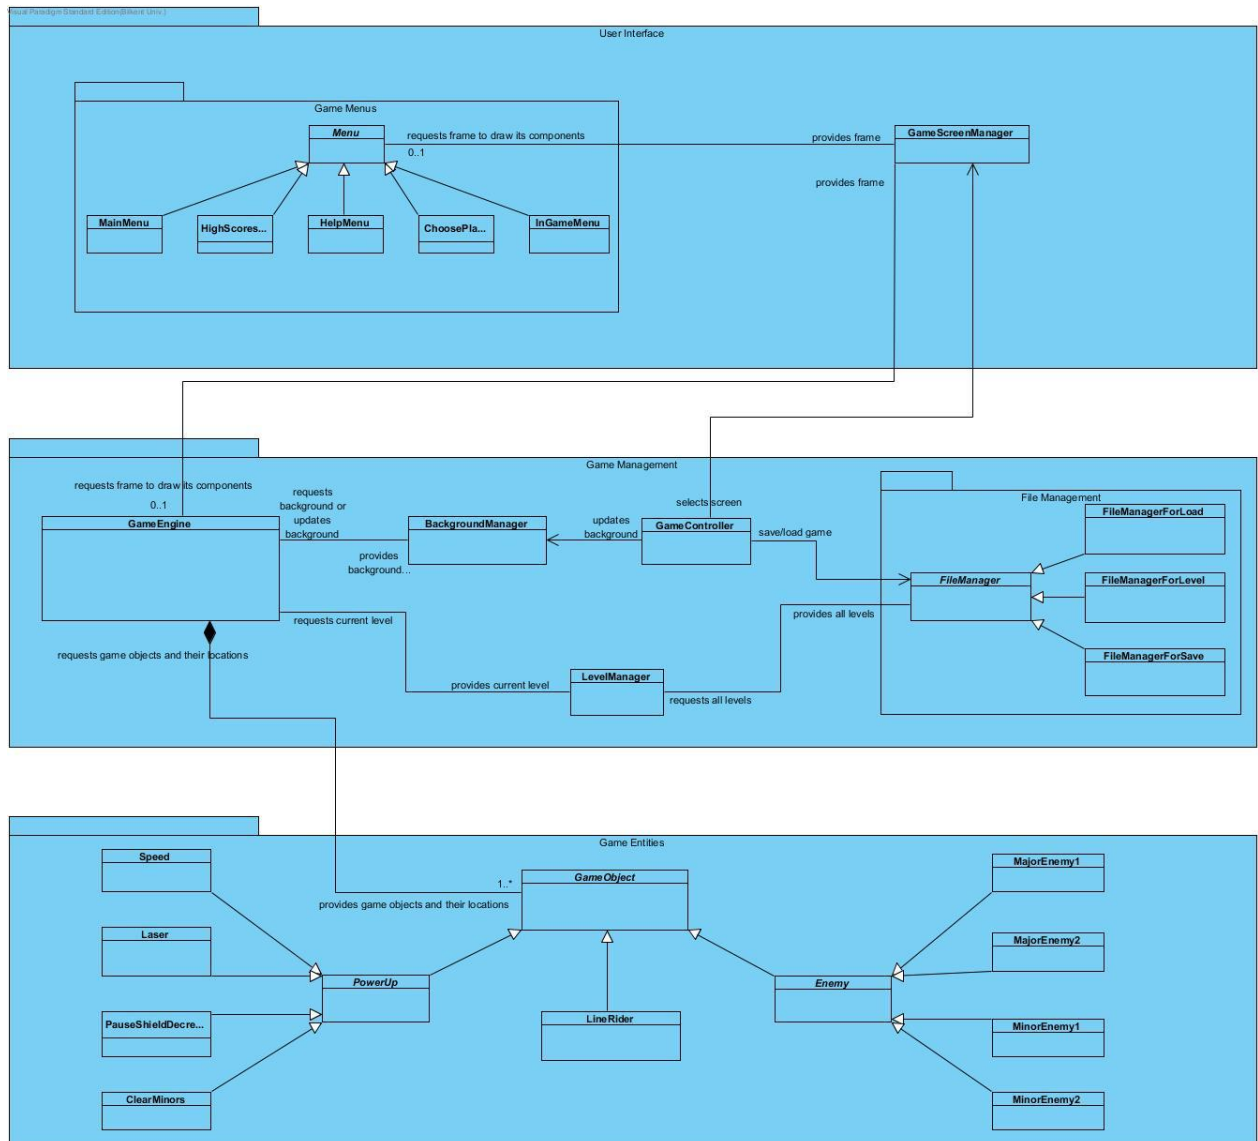 Visual Paradigm Standard Edition(Bilkent Univ.)
User Interface
Game Menus
Menu
requests frame to draw its components
0..1
provides frame
GameScreenManager
provides frame
MainMenu
HighScores...
HelpMenu
ChoosePla...
InGameMenu
Game Management
requests frame to draw its components
0..1
GameEngine
requests
background or
updates
background
provides
background...
BackgroundManager
updates
background
selects screen
GameController
save/load game
File Management
FileManagerForLoad
FileManager
FileManagerForLevel
FileManagerForSave
requests current level
provides all levels
requests game objects and their locations
provides current level
LevelManager
requests all levels
Game Entities
Speed
1..*
GameObject
provides game objects and their locations
MajorEnemy1
Laser
MajorEnemy2
PowerUp
Enemy
PauseShieldDecre...
LineRider
MinorEnemy1
ClearMinors
MinorEnemy2